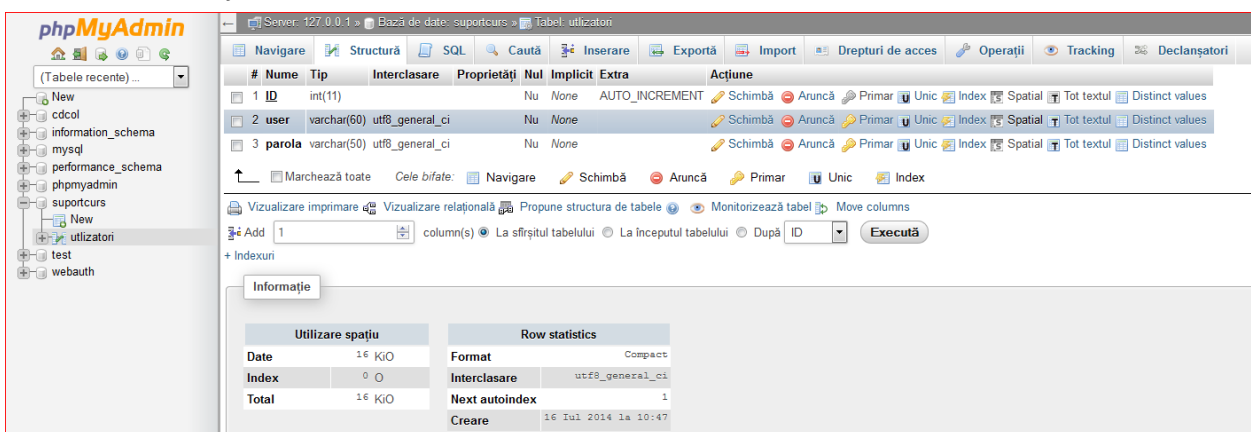 phpMyAdmin
(Tabele recente) ...
New
cdcol
information_schema
mysql
performance_schema
phpmyadmin
suportcurs
New
utlizatori
test
webauth
Server: 127.0.0.1 » Bază de date: suportcurs » Tabel: utlizatori
Navigare Structură SQL Caută Inserare Exportă Import Drepturi de acces Operații Tracking Declanșatori
# Nume Tip Interclasare Proprietăți Nul Implicit Extra Acțiune
1 ID int(11) Nu None AUTO_INCREMENT Schimbă Aruncă Primar Unic Index Spatial Tot textul Distinct values
2 user varchar(60) utf8_general_ci Nu None Schimbă Aruncă Primar Unic Index Spatial Tot textul Distinct values
3 parola varchar(50) utf8_general_ci Nu None Schimbă Aruncă Primar Unic Index Spatial Tot textul Distinct values
Marchează toate Cele bifate: Navigare Schimbă Aruncă Primar Unic Index
Vizualizare imprimare Vizualizare relațională Propune structura de tabele Monitorizează tabel Move columns
Add 1 column(s) La sfîrșitul tabelului La începutul tabelului După ID Execută
+ Indexuri
Informație
Utilizare spațiu
Date 16 KiO
Index 0 O
Total 16 KiO
Row statistics
Format Compact
Interclasare utf8_general_ci
Next autoindex 1
Creare 16 Iul 2014 la 10:47